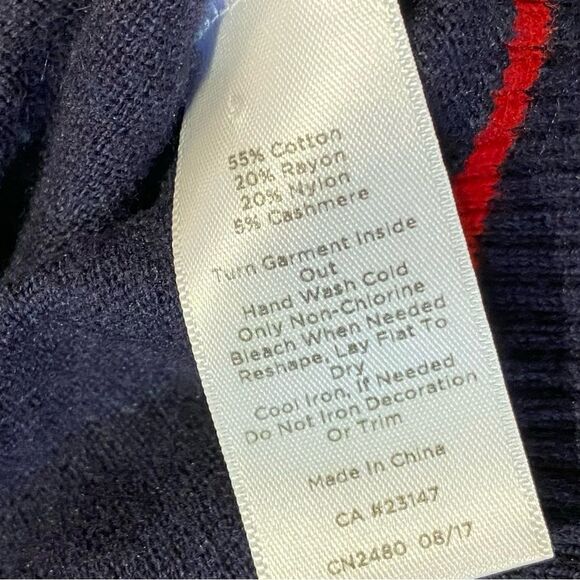 55% Cotton
20% Rayon
20% Nylon
5% Cashmere
Turn Garment Inside
Out
Hand Wash Cold
Only Non-Chlorine
Bleach When Needed
Reshape, Lay Flat To
Dry
Cool Iron, If Needed
Do Not Iron Decoration
Or Trim
Made In China
CA #23147
CN2480 08/17